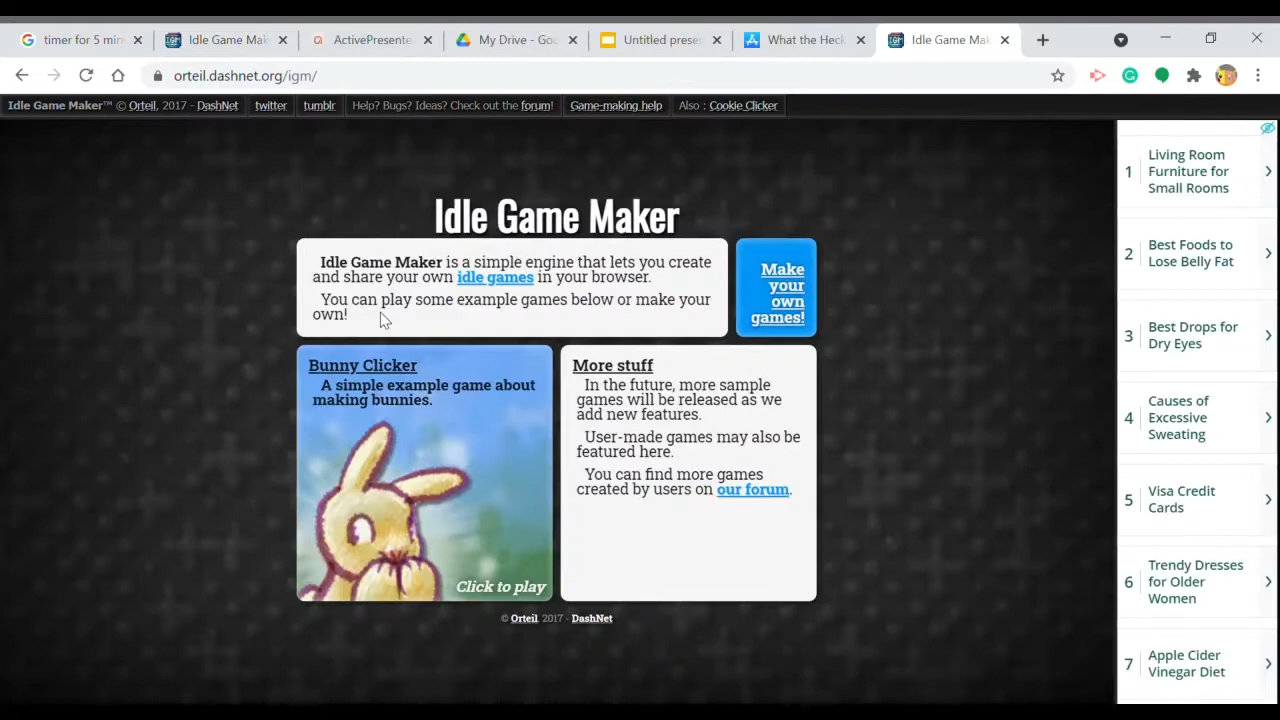 timer for 5 min
Idle Game Mak
ActivePresente
My Drive - Goo
Untitled prese
What the Heck
Idle Game Mak
orteil.dashnet.org/igm/
Idle Game Maker™ © Orteil, 2017 - DashNet
twitter
tumblr
Help? Bugs? Ideas? Check out the forum!
Game-making help
Also : Cookie Clicker
Idle Game Maker
Idle Game Maker is a simple engine that lets you create
and share your own idle games in your browser.
You can play some example games below or make your
own!
Make
your
own
games!
Bunny Clicker
A simple example game about
making bunnies.
Click to play
More stuff
In the future, more sample
games will be released as we
add new features.
User-made games may also be
featured here.
You can find more games
created by users on our forum.
© Orteil, 2017 - DashNet
1
Living Room
Furniture for
Small Rooms
2
Best Foods to
Lose Belly Fat
3
Best Drops for
Dry Eyes
4
Causes of
Excessive
Sweating
5
Visa Credit
Cards
6
Trendy Dresses
for Older
Women
7
Apple Cider
Vinegar Diet